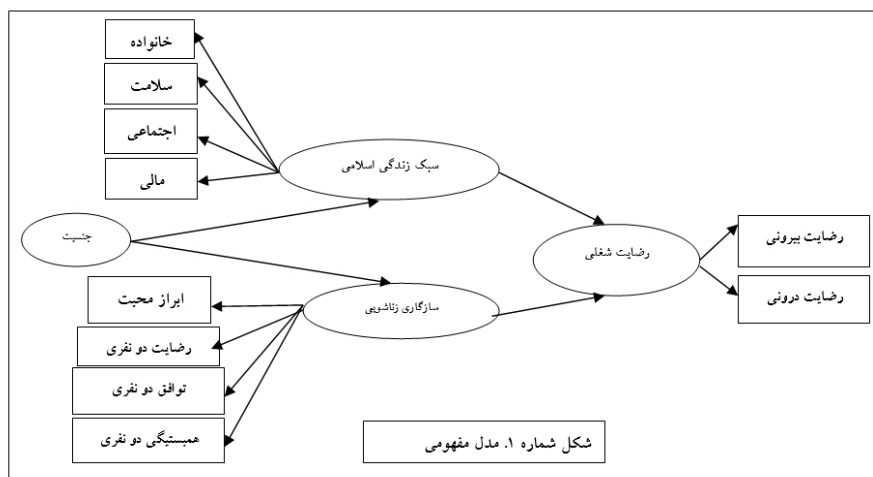 خانواده
سلامت
اجتماعی
مالی
سبک زندگی اسلامی
جنسیت
رضایت شغلی
رضایت بیرونی
رضایت درونی
سازگاری زناشویی
ابراز محبت
رضایت دو نفری
توافق دو نفری
همبستگی دو نفری
شکل شماره ۱. مدل مفهومی